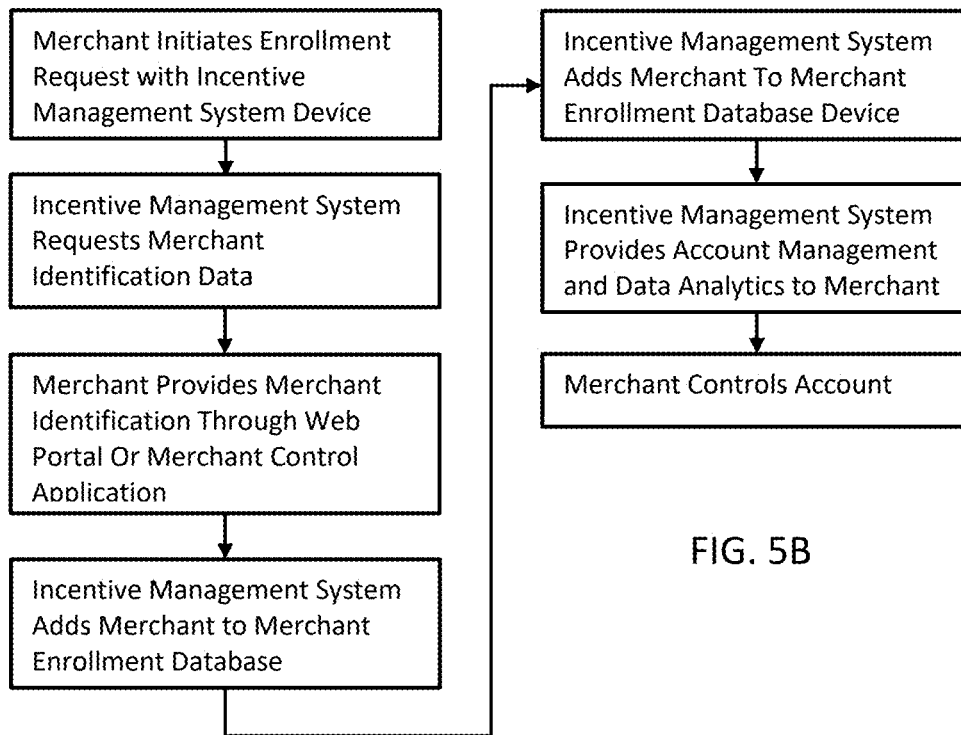 Merchant Initiates Enrollment
Request with Incentive
Management System Device
Incentive Management System
Requests Merchant
Identification Data
Merchant Provides Merchant
Identification Through Web
Portal Or Merchant Control
Application
Incentive Management System
Adds Merchant to Merchant
Enrollment Database
Incentive Management System
Adds Merchant To Merchant
Enrollment Database Device
Incentive Management System
Provides Account Management
and Data Analytics to Merchant
Merchant Controls Account
FIG. 5B